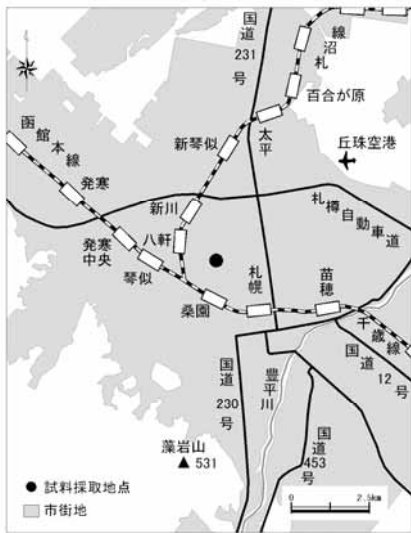 国道
231
号
札沼線
百合が原
太平
新琴似
丘珠空港
函館本線
発寒
新川
札樽自動車道
八軒
発寒
中央
琴似
札幌
苗穂
桑園
千歳線
国道
12
号
国道
230
号
豊平川
国道
453
号
藻岩山
531
試料採取地点
市街地
0
2.5km